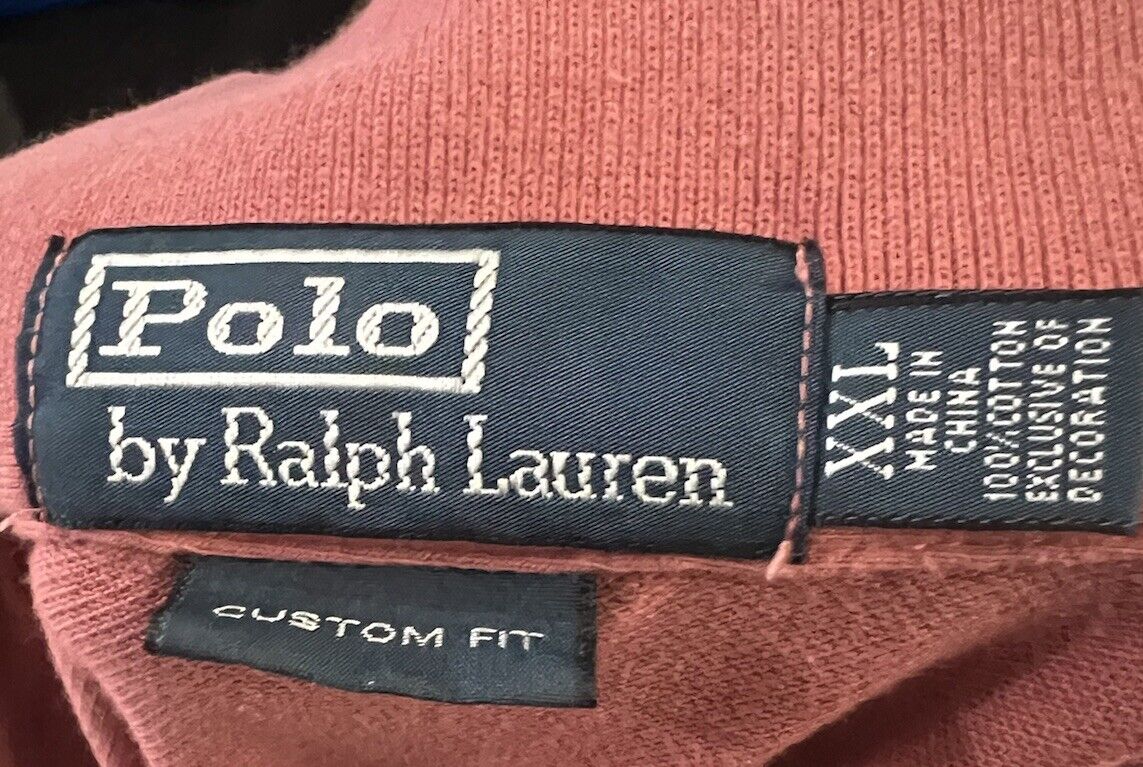 Polo
by Ralph Lauren
XXL
MADE IN
CHINA
100%COTTON
EXCLUSIVE OF
DECORATION
CUSTOM FIT